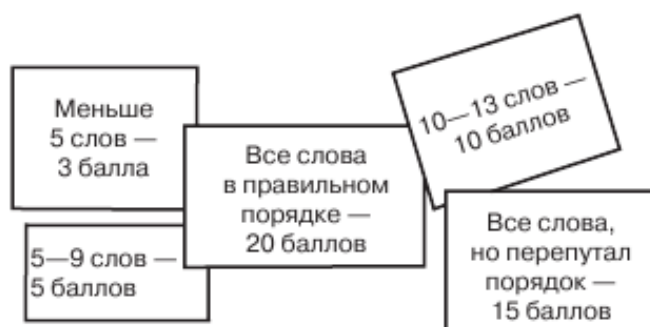 Меньше
5 слов —
3 балла
5—9 слов —
5 баллов
Все слова
в правильном
порядке —
20 баллов
10—13 слов —
10 баллов
Все слова,
но перепутал
порядок —
15 баллов